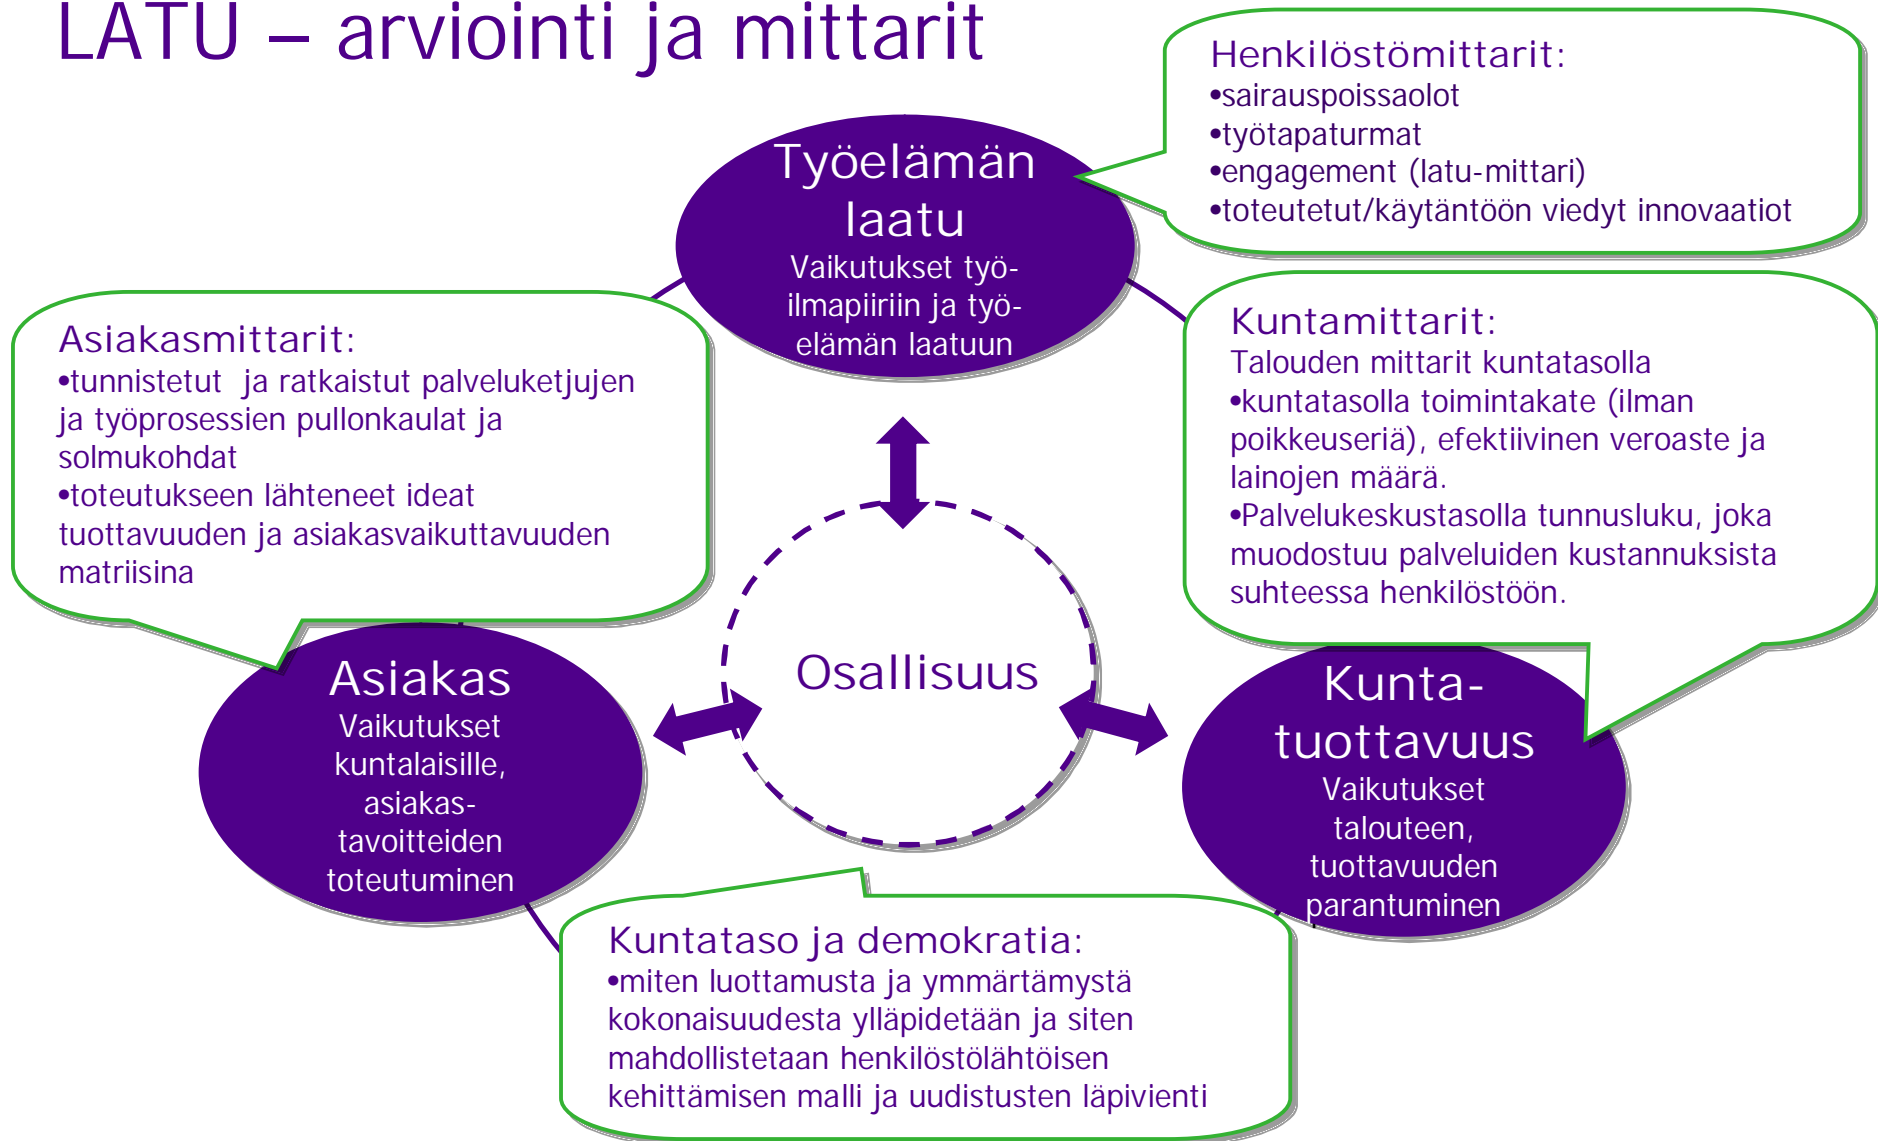 LATU – arviointi ja mittarit
Henkilöstömittarit:
•sairauspoissaolot
•työtapaturmat
•engagement (latu-mittari)
•toteutetut/käytäntöön viedyt innovaatiot
Työelämän
laatu
Vaikutukset työ-
ilmapiiriin ja työ-
elämän laatuun
Asiakasmittarit:
•tunnistetut ja ratkaistut palveluketjujen
ja työprosessien pullonkaulat ja
solmukohdat
•toteutukseen lähteneet ideat
tuottavuuden ja asiakasvaikuttavuuden
matriisina
Kuntamittarit:
Talouden mittarit kuntatasolla
•kuntatasolla toimintakate (ilman
poikkeuseriä), efektiivinen veroaste ja
lainojen määrä.
•Palvelukeskustasolla tunnusluku, joka
muodostuu palveluiden kustannuksista
suhteessa henkilöstöön.
Osallisuus
Asiakas
Vaikutukset
kuntalaisille,
asiakas-
tavoitteiden
toteutuminen
Kunta-
tuottavuus
Vaikutukset
talouteen,
tuottavuuden
parantuminen
Kuntataso ja demokratia:
•miten luottamusta ja ymmärtämystä
kokonaisuudesta ylläpidetään ja siten
mahdollistetaan henkilöstölähtöisen
kehittämisen malli ja uudistusten läpivienti